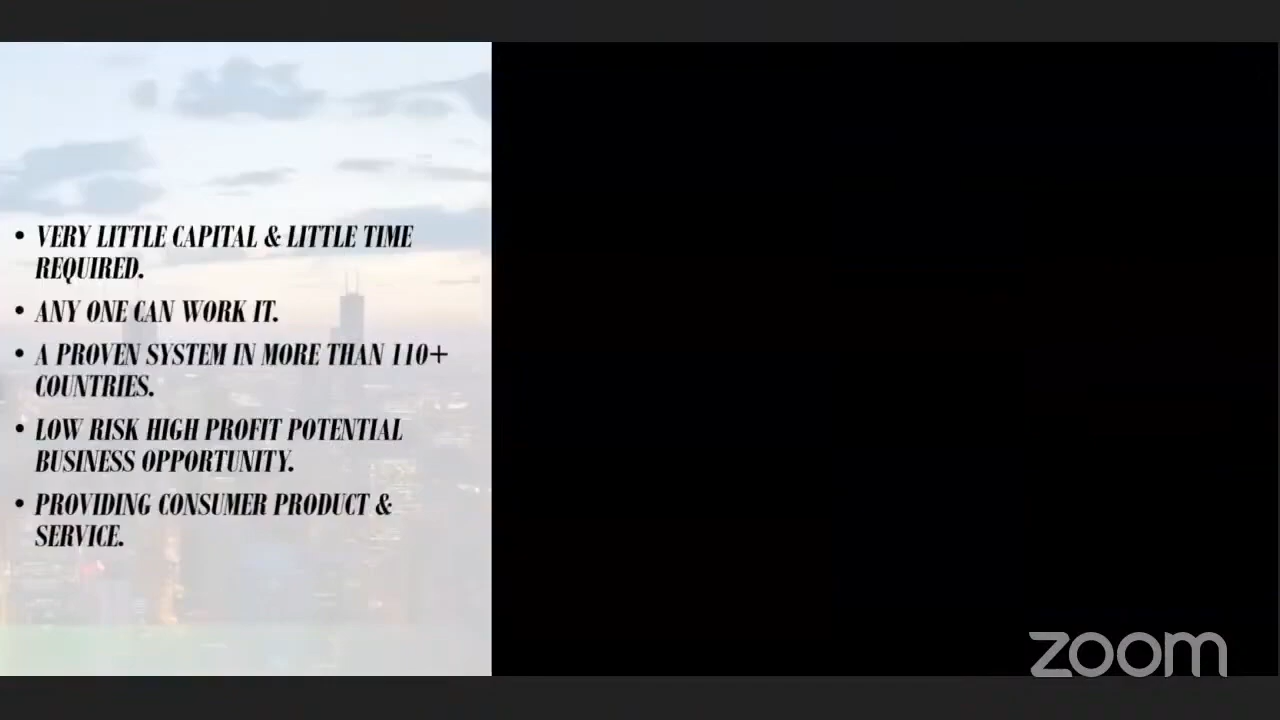 • VERY LITTLE CAPITAL & LITTLE TIME
REQUIRED.
• ANY ONE CAN WORK IT.
• A PROVEN SYSTEM IN MORE THAN 110+
COUNTRIES.
• LOW RISK HIGH PROFIT POTENTIAL
BUSINESS OPPORTUNITY.
• PROVIDING CONSUMER PRODUCT &
SERVICE.
zoom